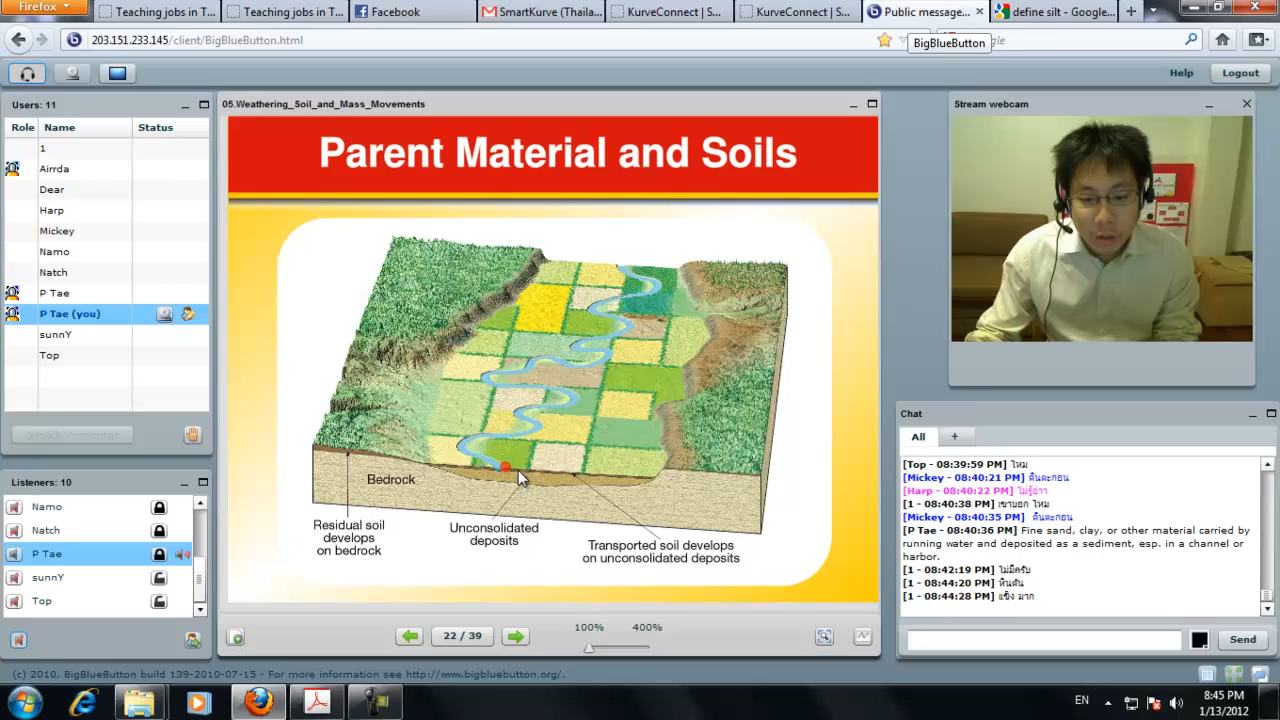 Firefox
Teaching jobs in T...
Teaching jobs in T...
Facebook
SmartKurve (Thaila...
KurveConnect | S...
KurveConnect | S...
Public message...
define silt - Google...
203.151.233.145/client/BigBlueButton.html
BigBlueButton
Help
Logout
Users: 11
Role Name Status
1
Airrda
Dear
Harp
Mickey
Namo
Natch
P Tae
P Tae (you)
sunnY
Top
Listeners: 10
Namo
Natch
P Tae
sunnY
Top
05.Weathering_Soil_and_Mass_Movements
Parent Material and Soils
Bedrock
Residual soil
develops
on bedrock
Unconsolidated
deposits
Transported soil develops
on unconsolidated deposits
22 / 39
100%
400%
Stream webcam
Chat
All
[Top - 08:39:59 PM] ไหม
[Mickey - 08:40:21 PM] ดินตะกอน
[Harp - 08:40:22 PM] ไม่รู้อ่าา
[1 - 08:40:38 PM] เขาบอก ไหม
[Mickey - 08:40:35 PM] ดินตะกอน
[P Tae - 08:40:36 PM] Fine sand, clay, or other material carried by
running water and deposited as a sediment, esp. in a channel or
harbor.
[1 - 08:42:19 PM] ไม่มีครับ
[1 - 08:44:20 PM] หินดัน
[1 - 08:44:28 PM] แข็ง มาก
Send
(c) 2010, BigBlueButton build 139-2010-07-15 - For more information see http://www.bigbluebutton.org/.
EN
8:45 PM
1/13/2012